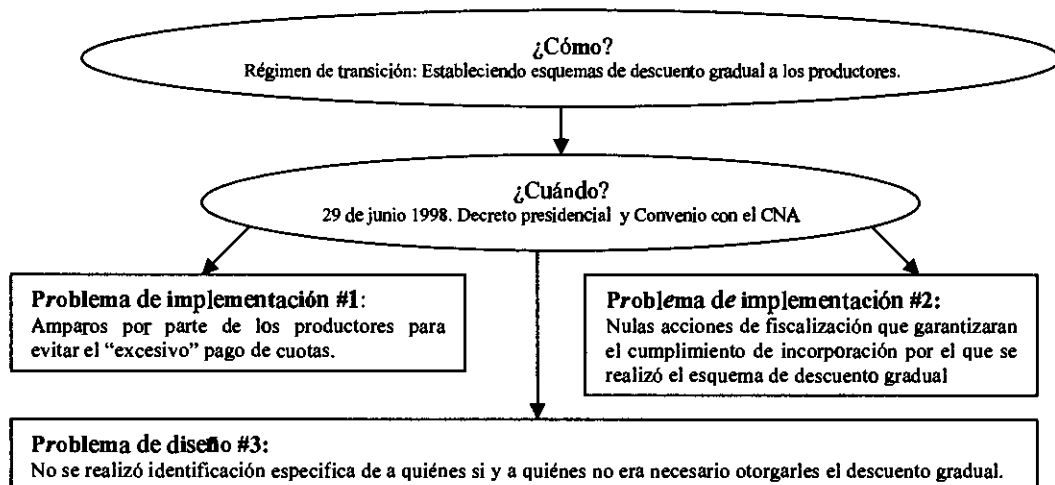 ¿Cómo?
Régimen de transición: Estableciendo esquemas de descuento gradual a los productores.
¿Cuándo?
29 de junio 1998. Decreto presidencial y Convenio con el CNA
Problema de implementación #1:
Amparos por parte de los productores para
evitar el “excesivo” pago de cuotas.
Problema de implementación #2:
Nulas acciones de fiscalización que garantizaran
el cumplimiento de incorporación por el que se
realizó el esquema de descuento gradual
Problema de diseño #3:
No se realizó identificación especifica de a quiénes si y a quiénes no era necesario otorgarles el descuento gradual.